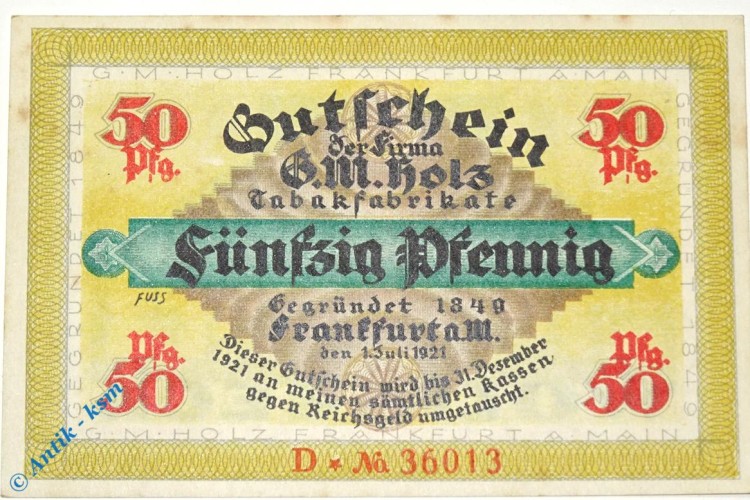 G·M·HOLZ FRANKFURT A.MAIN
GEGRÜNDET 1849
GEGRÜNDET 1849
50 Pfg.
50 Pfg.
Gutschein
der Firma
G.M. Holz
Tabakfabrikate
Fünfzig Pfennig
FUSS
Gegründet 1849
Frankfurt a.M.
den 1. Juli 1921
Dieser Gutschein wird bis 31. Dezember
1921 an meinen sämtlichen Kassen
gegen Reichsgeld umgetauscht.
Pfg. 50
Pfg. 50
G·M·HOLZ FRANKFURT A.MAIN
D * № 36013
© Antik - ksm